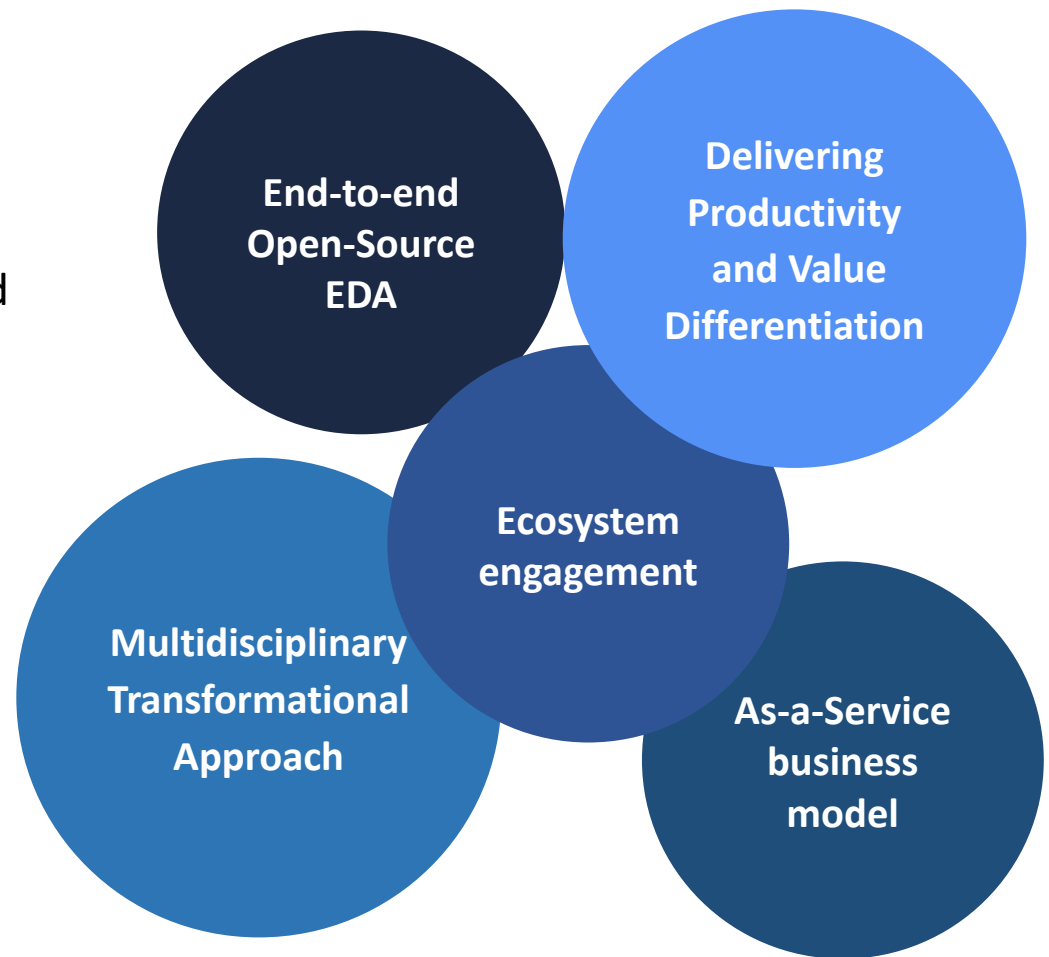 End-to-end
Open-Source
EDA
Delivering
Productivity
and Value
Differentiation
Ecosystem
engagement
Multidisciplinary
Transformational
Approach
As-a-Service
business
model